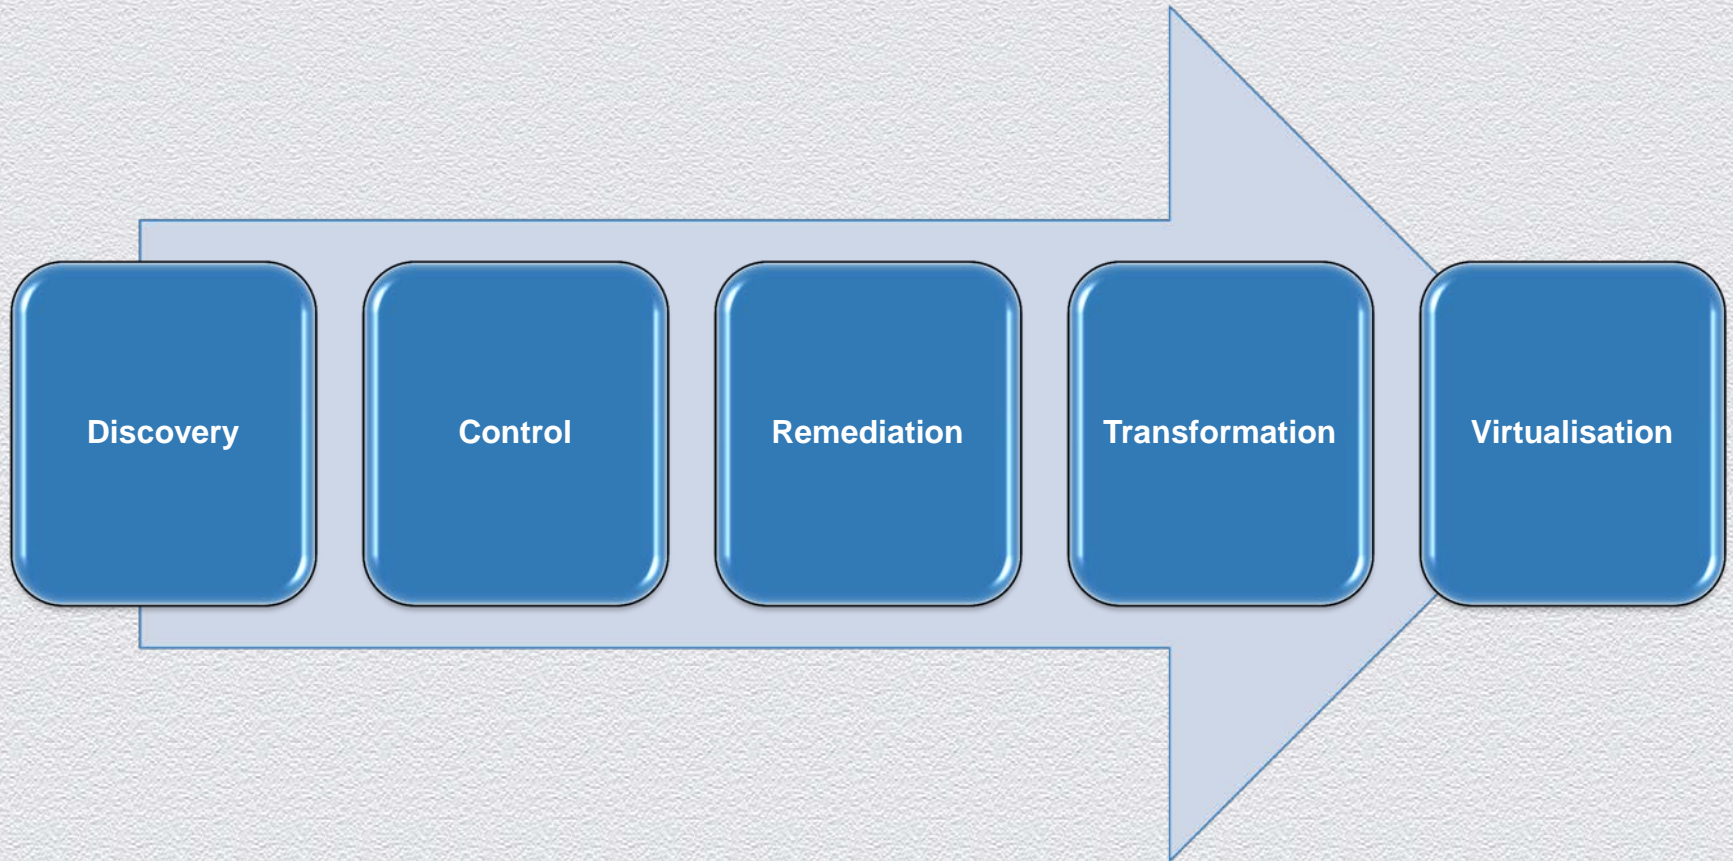 Discovery
Control
Remediation
Transformation
Virtualisation